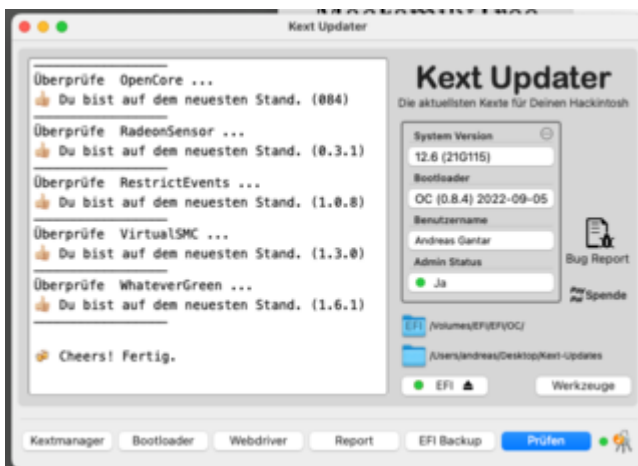 Kext Updater
Überprüfe OpenCore ...
👍 Du bist auf dem neuesten Stand. (084)
Überprüfe RadeonSensor ...
👍 Du bist auf dem neuesten Stand. (0.3.1)
Überprüfe RestrictEvents ...
👍 Du bist auf dem neuesten Stand. (1.0.8)
Überprüfe VirtualSMC ...
👍 Du bist auf dem neuesten Stand. (1.3.0)
Überprüfe WhateverGreen ...
👍 Du bist auf dem neuesten Stand. (1.6.1)
🍻 Cheers! Fertig.
Kext Updater
Die aktuellsten Kexte für Deinen Hackintosh
System Version
12.6 (21G115)
Bootloader
OC (0.8.4) 2022-09-05
Benutzername
Andreas Gantar
Admin Status
Ja
Bug Report
Spende
EFI /Volumes/EFI/EFI/OC/
/Users/andreas/Desktop/Kext-Updates
EFI
Werkzeuge
Kextmanager
Bootloader
Webdriver
Report
EFI Backup
Prüfen